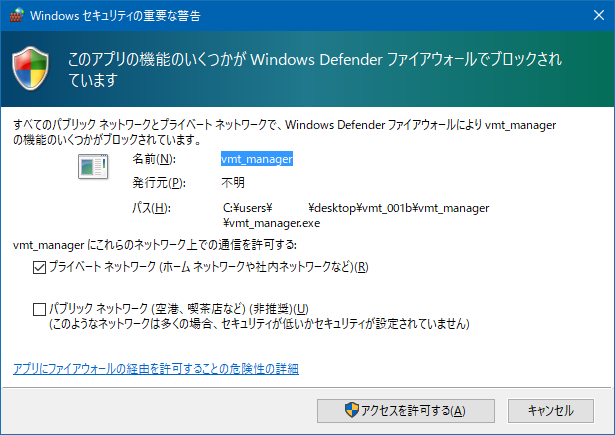 Windows セキュリティの重要な警告
このアプリの機能のいくつかが Windows Defender ファイアウォールでブロックされ
ています
すべてのパブリック ネットワークとプライベート ネットワークで、Windows Defender ファイアウォールにより vmt_manager
の機能のいくつかがブロックされています。
名前(N): vmt_manager
発行元(P): 不明
パス(H): C:¥users¥ ¥desktop¥vmt_001b¥vmt_manager
¥vmt_manager.exe
vmt_manager にこれらのネットワーク上での通信を許可する:
プライベート ネットワーク (ホーム ネットワークや社内ネットワークなど)(R)
パブリック ネットワーク (空港、喫茶店など) (非推奨)(U)
(このようなネットワークは多くの場合、セキュリティが低いかセキュリティが設定されていません)
アプリにファイアウォールの経由を許可することの危険性の詳細
アクセスを許可する(A) キャンセル